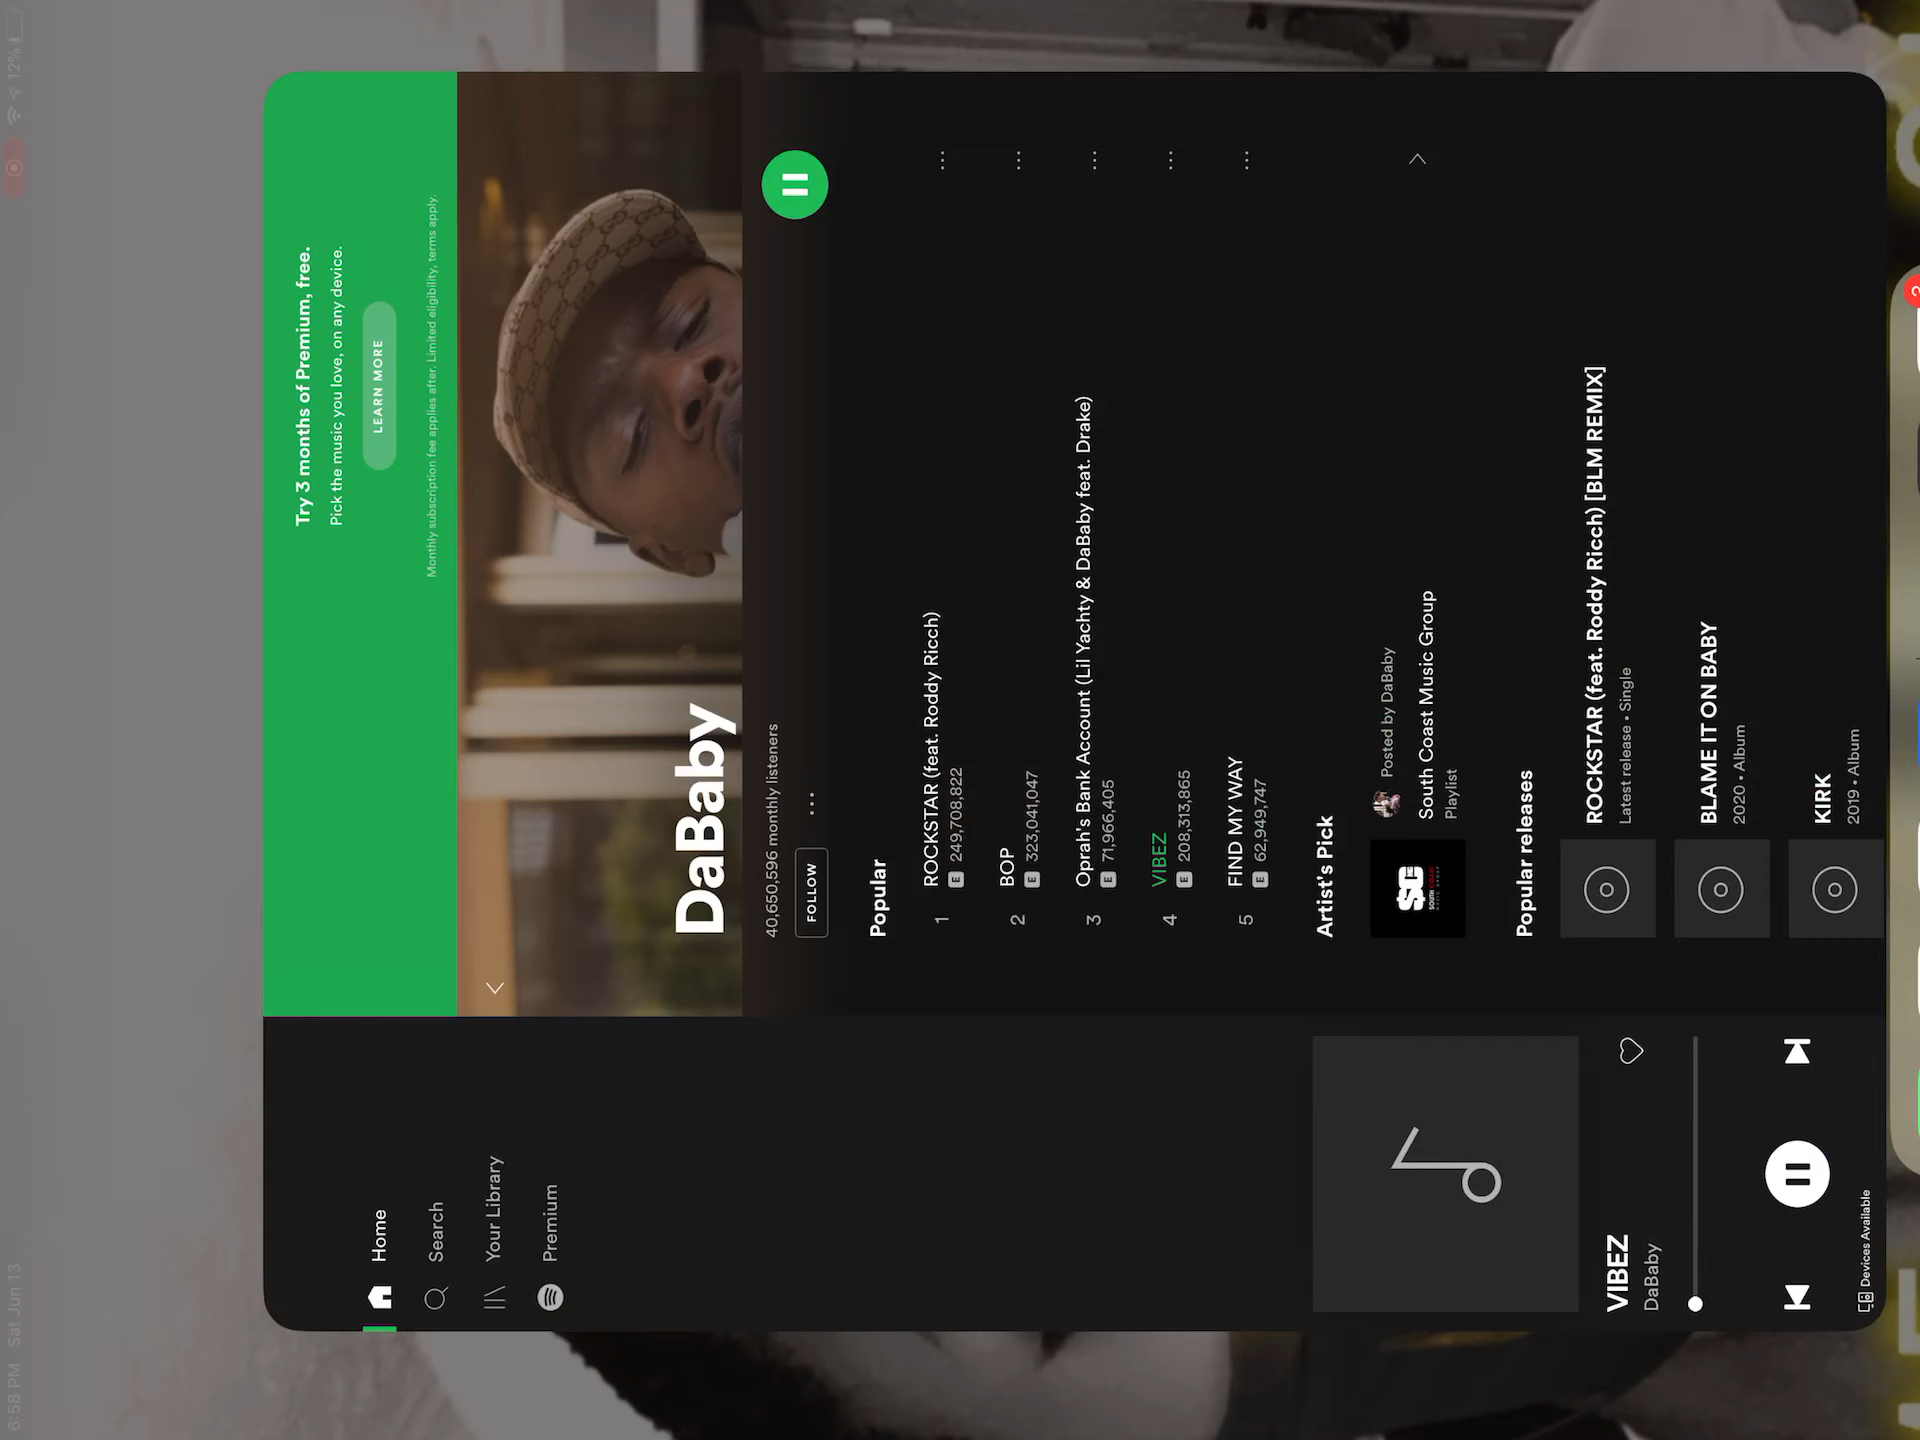 6:58 PM Sat Jun 13
12%
Try 3 months of Premium, free.
Pick the music you love, on any device.
LEARN MORE
Monthly subscription fee applies after. Limited eligibility, terms apply.
Home
Search
Your Library
Premium
DaBaby
40,650,596 monthly listeners
FOLLOW
Popular
1 ROCKSTAR (feat. Roddy Ricch)
E 249,708,822
2 BOP
E 323,041,047
3 Oprah's Bank Account (Lil Yachty & DaBaby feat. Drake)
E 71,966,405
4 VIBEZ
E 208,313,865
5 FIND MY WAY
E 62,949,747
Artist's Pick
Posted by DaBaby
South Coast Music Group
Playlist
Popular releases
ROCKSTAR (feat. Roddy Ricch) [BLM REMIX]
Latest release • Single
BLAME IT ON BABY
2020 • Album
KIRK
2019 • Album
VIBEZ
DaBaby
Devices Available